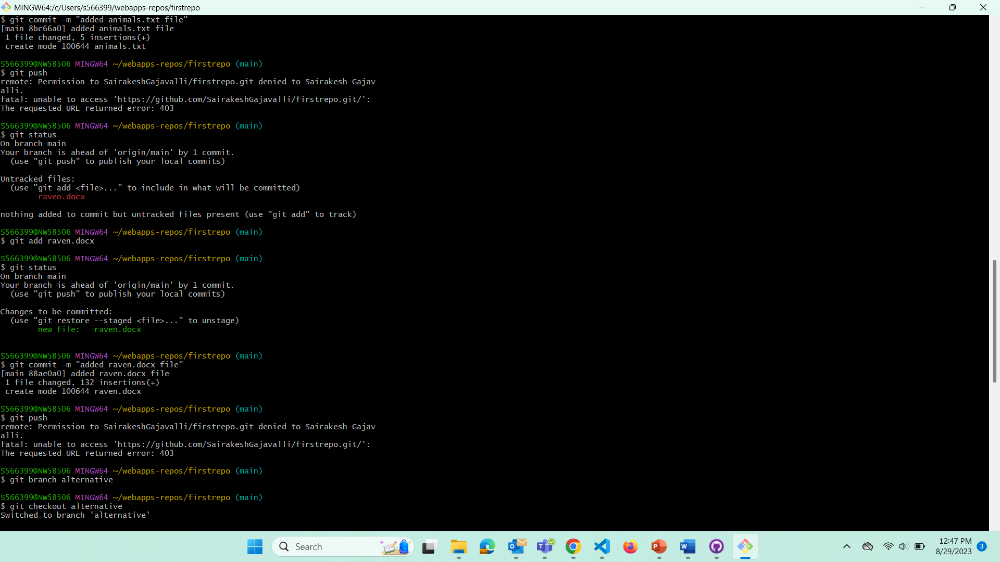 MINGW64:/c/Users/s566399/webapps-repos/firstrepo
$ git commit -m "added animals.txt file"
[main 8bc66a0] added animals.txt file
 1 file changed, 5 insertions(+)
 create mode 100644 animals.txt

S566399@NW58506 MINGW64 ~/webapps-repos/firstrepo (main)
$ git push
remote: Permission to SairakeshGajavalli/firstrepo.git denied to Sairakesh-Gajav
alli.
fatal: unable to access 'https://github.com/SairakeshGajavalli/firstrepo.git/':
The requested URL returned error: 403

S566399@NW58506 MINGW64 ~/webapps-repos/firstrepo (main)
$ git status
On branch main
Your branch is ahead of 'origin/main' by 1 commit.
  (use "git push" to publish your local commits)

Untracked files:
  (use "git add <file>..." to include in what will be committed)
        raven.docx

nothing added to commit but untracked files present (use "git add" to track)

S566399@NW58506 MINGW64 ~/webapps-repos/firstrepo (main)
$ git add raven.docx

S566399@NW58506 MINGW64 ~/webapps-repos/firstrepo (main)
$ git status
On branch main
Your branch is ahead of 'origin/main' by 1 commit.
  (use "git push" to publish your local commits)

Changes to be committed:
  (use "git restore --staged <file>..." to unstage)
        new file:   raven.docx


S566399@NW58506 MINGW64 ~/webapps-repos/firstrepo (main)
$ git commit -m "added raven.docx file"
[main 88ae0a0] added raven.docx file
 1 file changed, 132 insertions(+)
 create mode 100644 raven.docx

S566399@NW58506 MINGW64 ~/webapps-repos/firstrepo (main)
$ git push
remote: Permission to SairakeshGajavalli/firstrepo.git denied to Sairakesh-Gajav
alli.
fatal: unable to access 'https://github.com/SairakeshGajavalli/firstrepo.git/':
The requested URL returned error: 403

S566399@NW58506 MINGW64 ~/webapps-repos/firstrepo (main)
$ git branch alternative

S566399@NW58506 MINGW64 ~/webapps-repos/firstrepo (main)
$ git checkout alternative
Switched to branch 'alternative'
Search
12:47 PM
8/29/2023
3